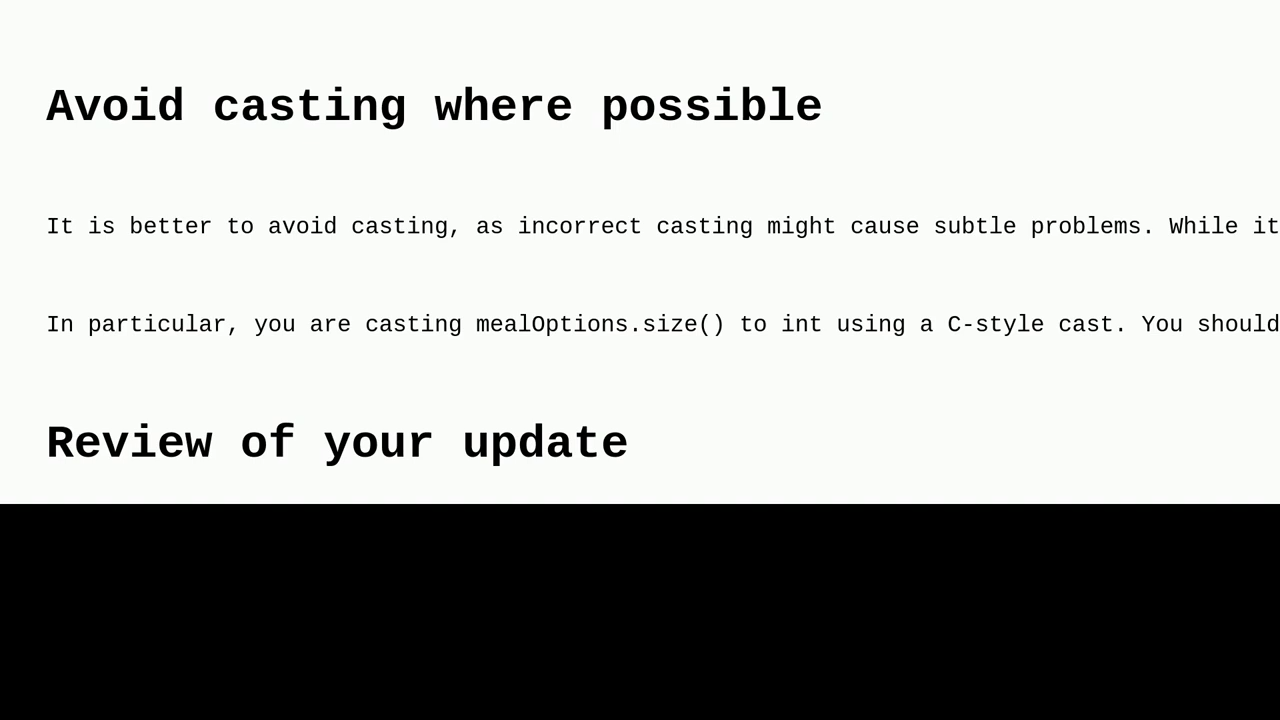 Avoid casting where possible
It is better to avoid casting, as incorrect casting might cause subtle problems. While it
In particular, you are casting mealOptions.size() to int using a C-style cast. You should
Review of your update